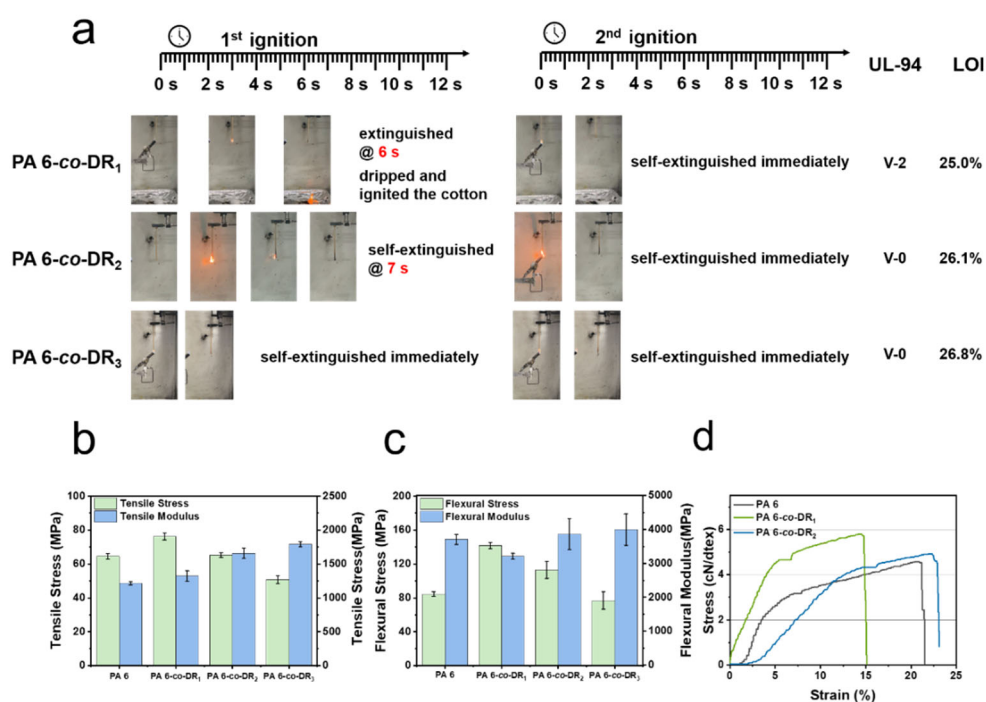 a
1st ignition
0 s 2 s 4 s 6 s 8 s 10 s 12 s
2nd ignition
0 s 2 s 4 s 6 s 8 s 10 s 12 s
UL-94 LOI
PA 6-co-DR1
extinguished
@ 6 s
dripped and
ignited the cotton
self-extinguished immediately
V-2
25.0%
PA 6-co-DR2
self-extinguished
@ 7 s
self-extinguished immediately
V-0
26.1%
PA 6-co-DR3
self-extinguished immediately
self-extinguished immediately
V-0
26.8%
b
Tensile Stress (MPa)
100
80
60
40
20
0
Tensile Stress
Tensile Modulus
2500
2000
1500
1000
500
0
Tensile Stress(MPa)
PA 6 PA 6-co-DR1 PA 6-co-DR2 PA 6-co-DR3
c
Flexural Stress (MPa)
200
160
120
80
40
0
Flexural Stress
Flexural Modulus
5000
4000
3000
2000
1000
0
Flexural Modulus(MPa)
PA 6 PA 6-co-DR1 PA 6-co-DR2 PA 6-co-DR3
d
Stress (cN/dtex)
6
4
2
0
PA 6
PA 6-co-DR1
PA 6-co-DR2
0 5 10 15 20 25
Strain (%)